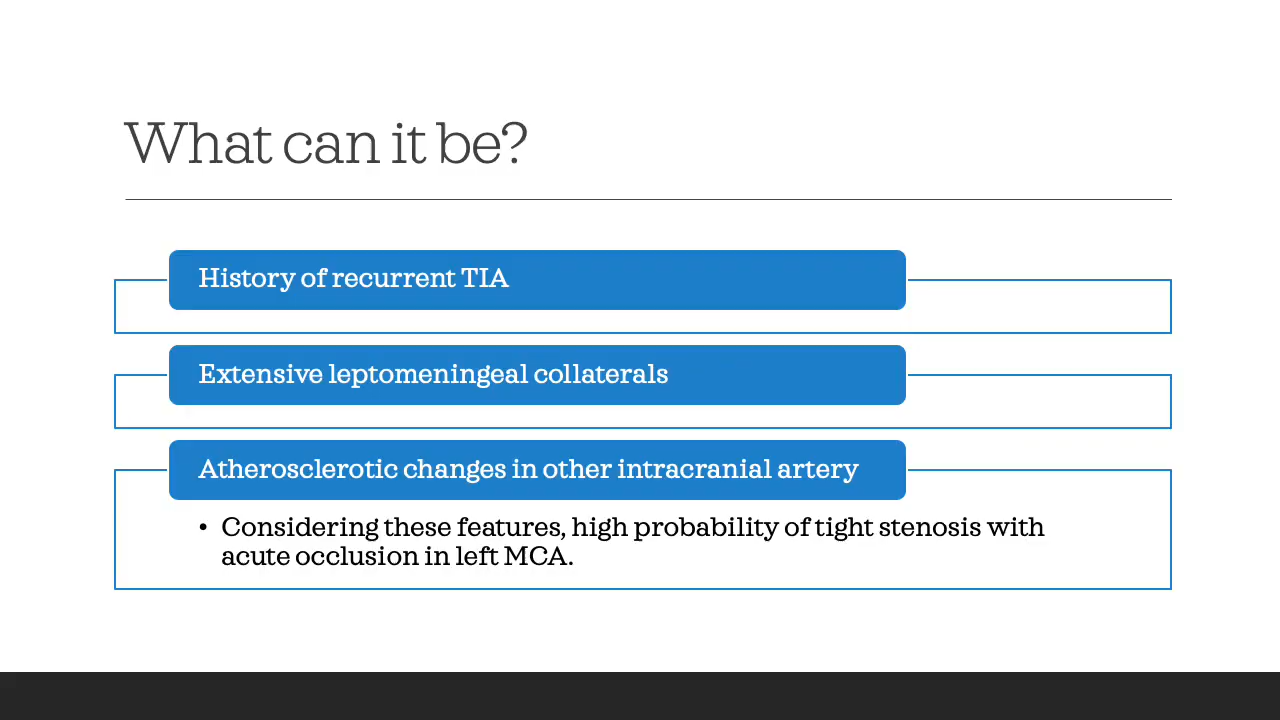 What can it be?
History of recurrent TIA
Extensive leptomeningeal collaterals
Atherosclerotic changes in other intracranial artery
• Considering these features, high probability of tight stenosis with
acute occlusion in left MCA.